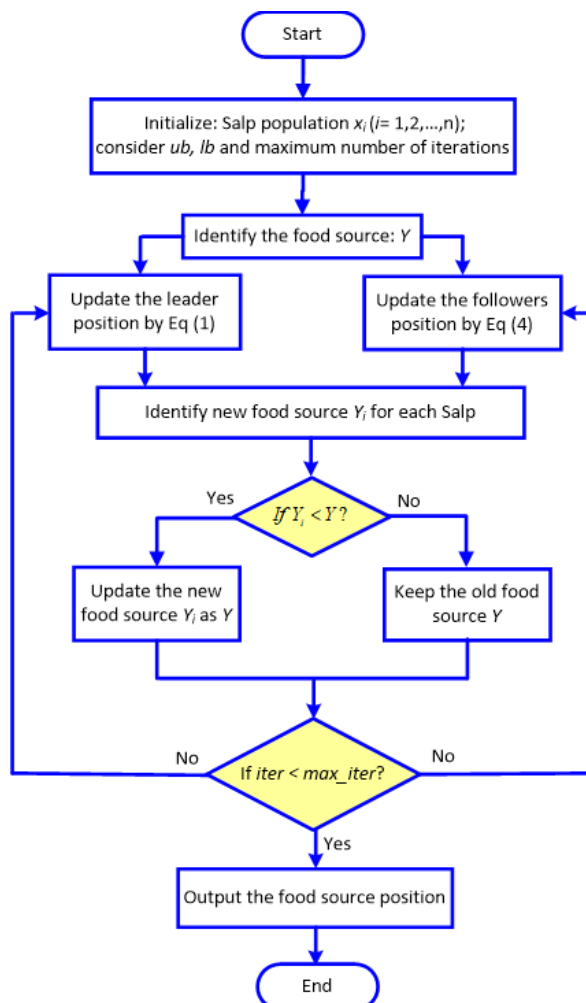 Start
Initialize: Salp population xᵢ (i= 1,2,...,n);
consider ub, lb and maximum number of iterations
Identify the food source: Y
Update the leader
position by Eq (1)
Update the followers
position by Eq (4)
Identify new food source Yᵢ for each Salp
Yes
No
If Yᵢ < Y?
Update the new
food source Yᵢ as Y
Keep the old food
source Y
No
No
If iter < max_iter?
Yes
Output the food source position
End